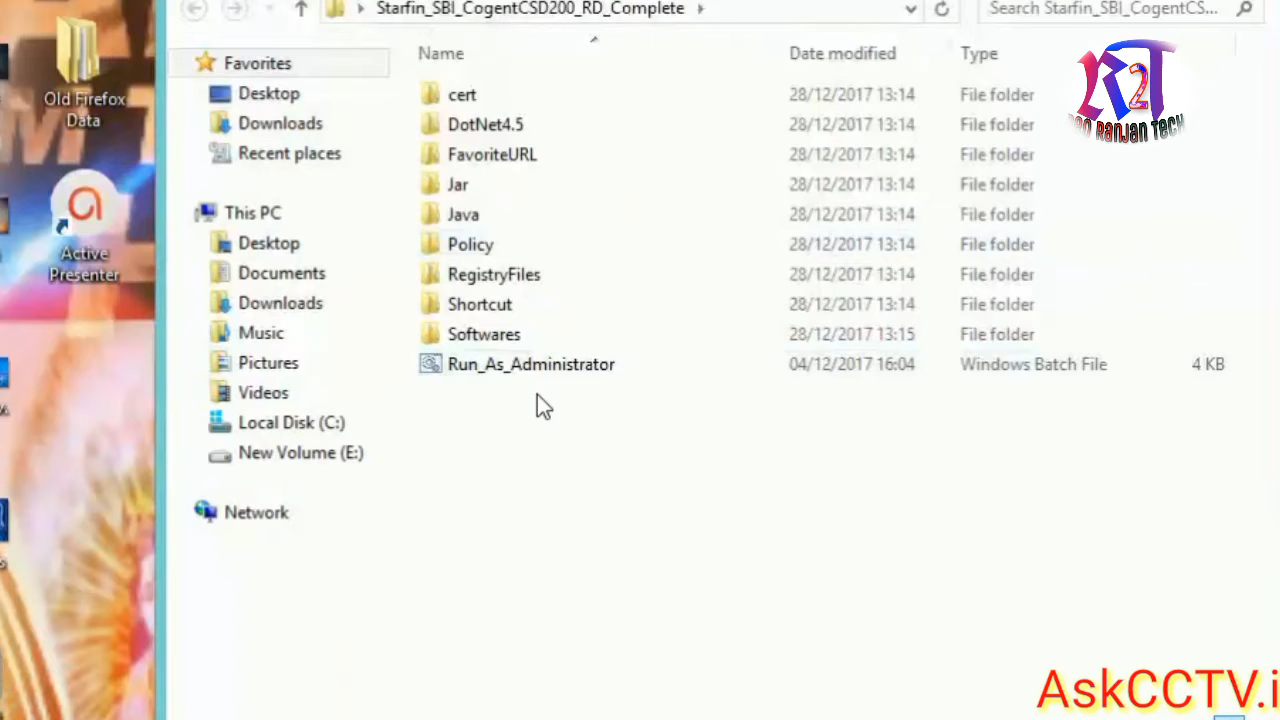 Starfin_SBI_CogentCSD200_RD_Complete
Search Starfin_SBI_CogentCS...
Old Firefox
Data
Active
Presenter
Favorites
Desktop
Downloads
Recent places
This PC
Desktop
Documents
Downloads
Music
Pictures
Videos
Local Disk (C:)
New Volume (E:)
Network
Name Date modified Type
cert 28/12/2017 13:14 File folder
DotNet4.5 28/12/2017 13:14 File folder
FavoriteURL 28/12/2017 13:14 File folder
Jar 28/12/2017 13:14 File folder
Java 28/12/2017 13:14 File folder
Policy 28/12/2017 13:14 File folder
RegistryFiles 28/12/2017 13:14 File folder
Shortcut 28/12/2017 13:14 File folder
Softwares 28/12/2017 13:15 File folder
Run_As_Administrator 04/12/2017 16:04 Windows Batch File 4 KB
R2T
RANJAN TECH
AskCCTV.i